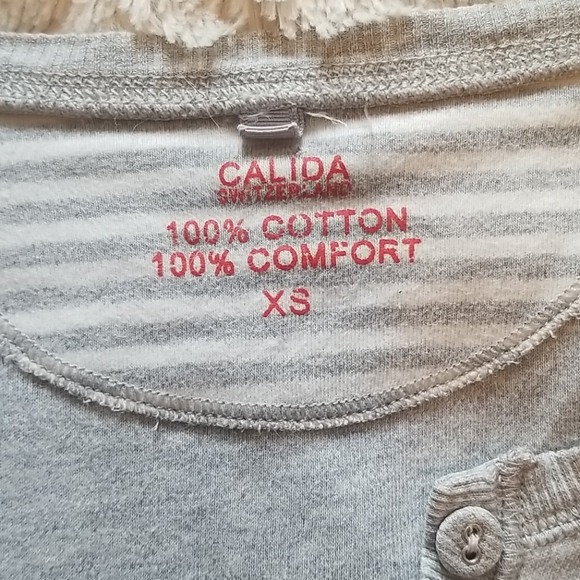 CALIDA
SWITZERLAND
100% COTTON
100% COMFORT
XS